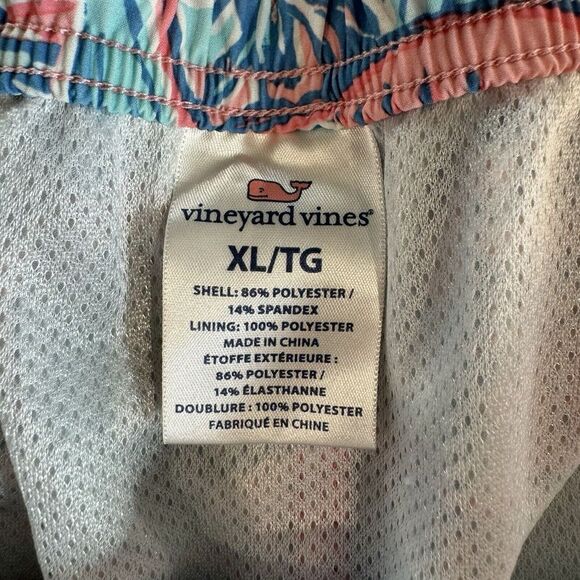 vineyard vines®
XL/TG
SHELL: 86% POLYESTER /
14% SPANDEX
LINING: 100% POLYESTER
MADE IN CHINA
ÉTOFFE EXTÉRIEURE :
86% POLYESTER /
14% ÉLASTHANNE
DOUBLURE : 100% POLYESTER
FABRIQUÉ EN CHINE